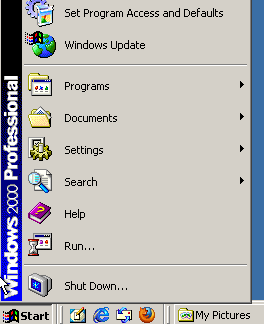 Set Program Access and Defaults
Windows Update
Programs
Documents
Settings
Search
Help
Run...
Shut Down...
Windows 2000 Professional
Start
My Pictures